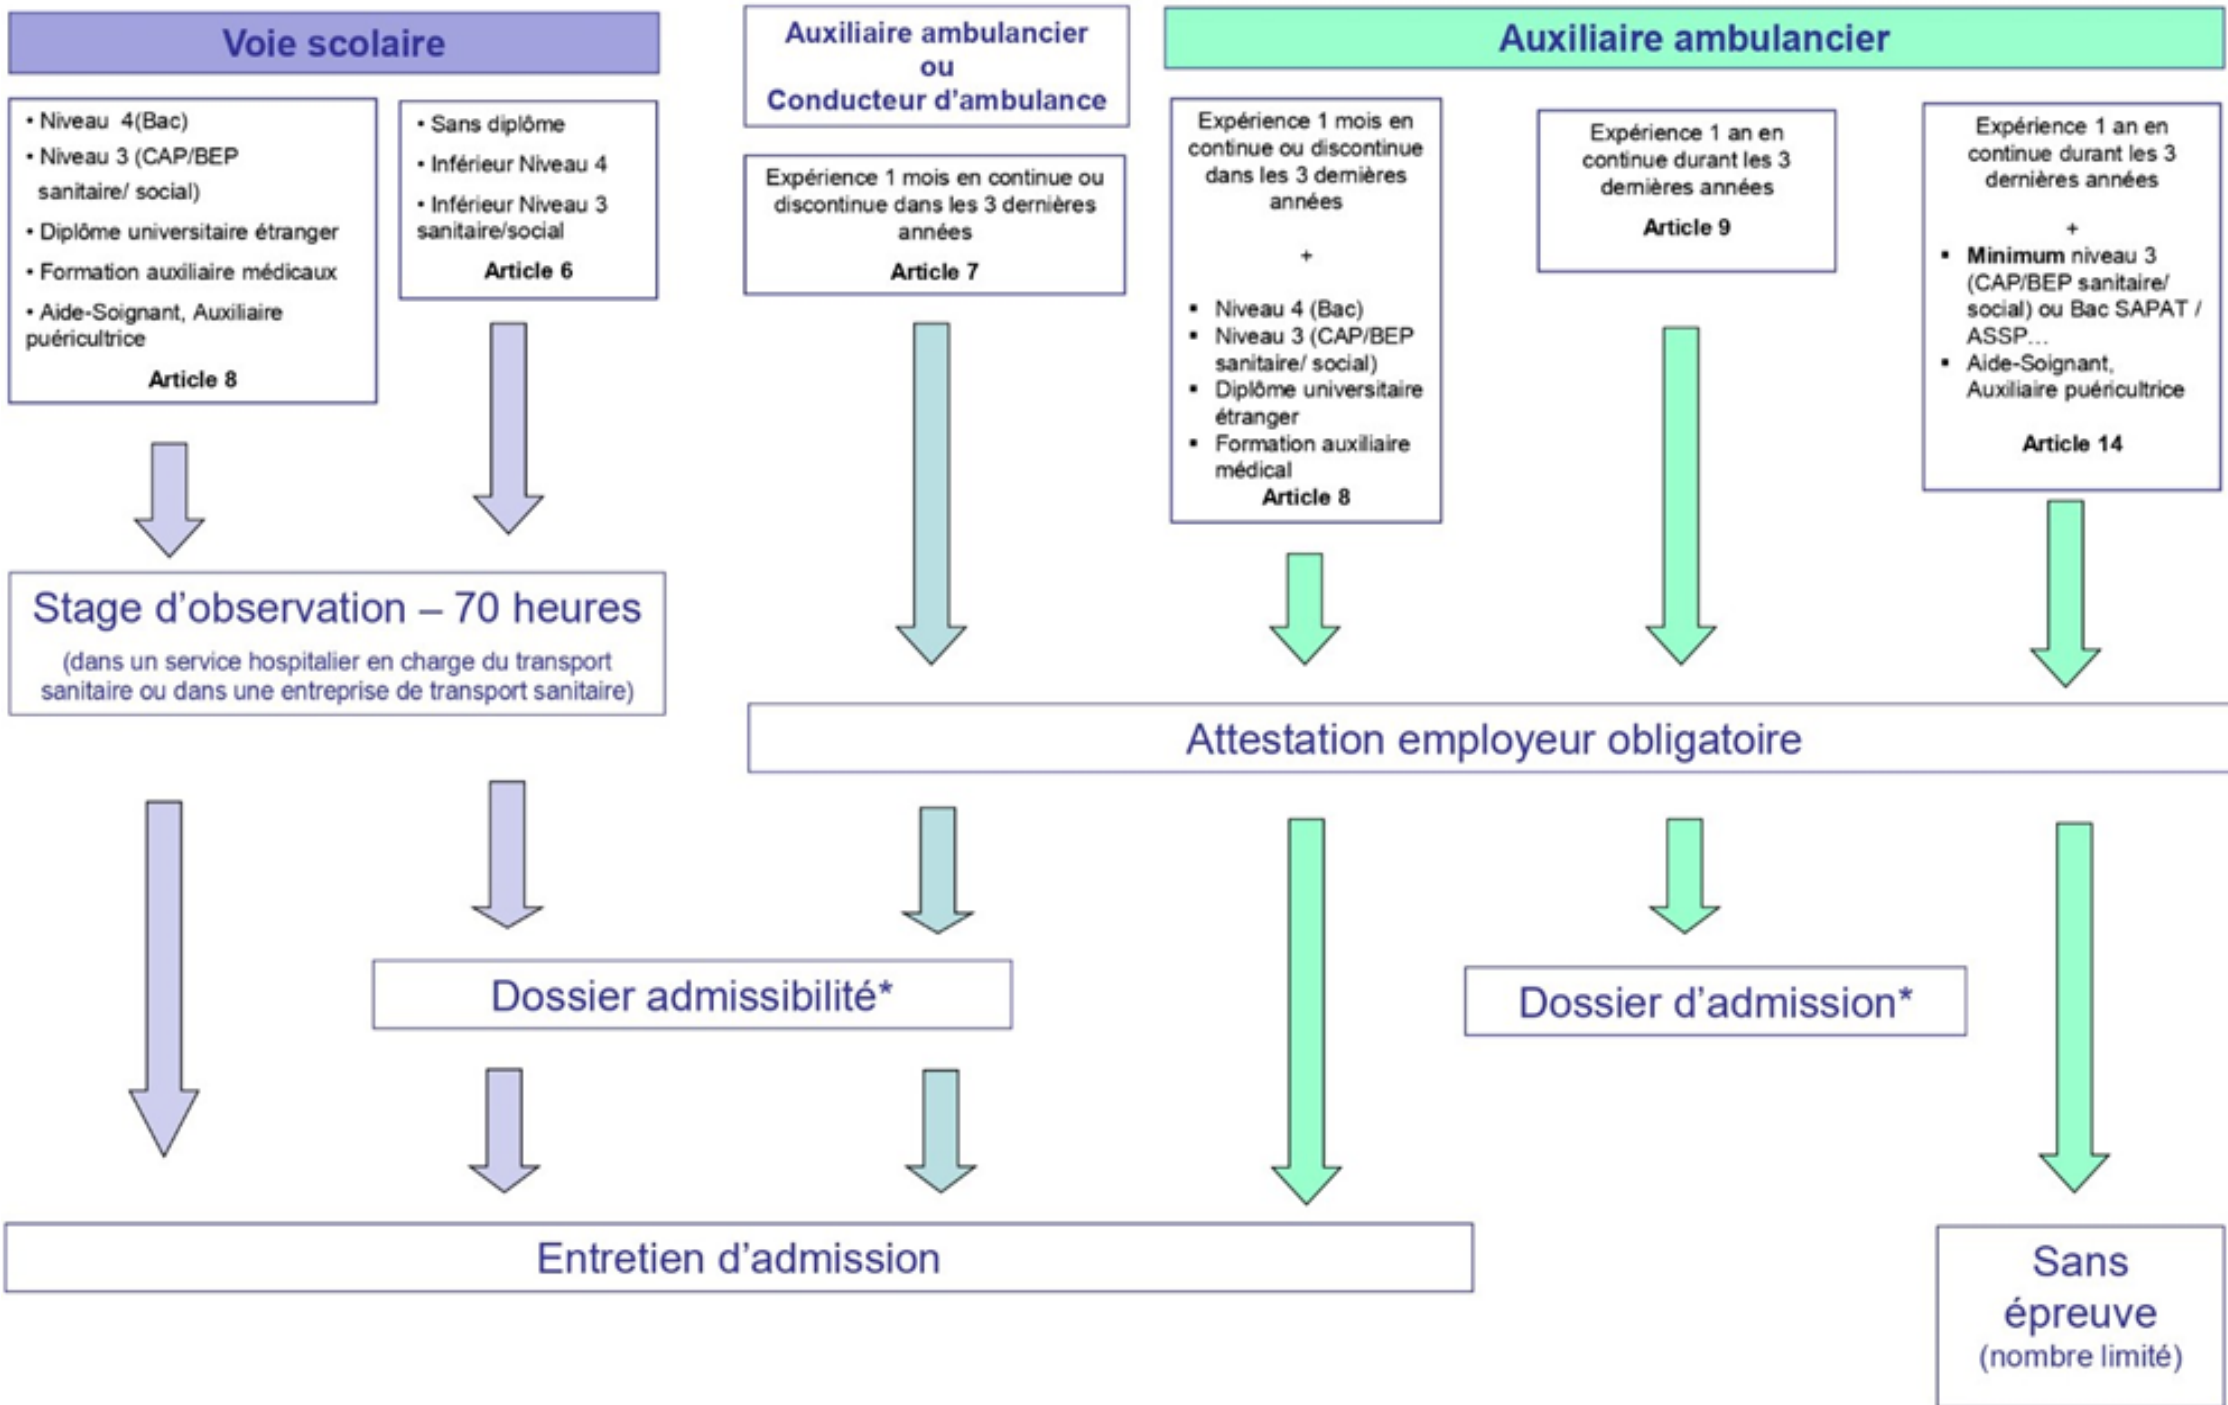 Voie scolaire
• Niveau 4(Bac)
• Niveau 3 (CAP/BEP
sanitaire/ social)
• Diplôme universitaire étranger
• Formation auxiliaire médicaux
• Aide-Soignant, Auxiliaire
puéricultrice
Article 8
• Sans diplôme
• Inférieur Niveau 4
• Inférieur Niveau 3
sanitaire/social
Article 6
Auxiliaire ambulancier
ou
Conducteur d'ambulance
Expérience 1 mois en continue ou
discontinue dans les 3 dernières
années
Article 7
Auxiliaire ambulancier
Expérience 1 mois en
continue ou discontinue
dans les 3 dernières
années
+
▪ Niveau 4 (Bac)
▪ Niveau 3 (CAP/BEP
sanitaire/ social)
▪ Diplôme universitaire
étranger
▪ Formation auxiliaire
médical
Article 8
Expérience 1 an en
continue durant les 3
dernières années
Article 9
Expérience 1 an en
continue durant les 3
dernières années
+
▪ Minimum niveau 3
(CAP/BEP sanitaire/
social) ou Bac SAPAT /
ASSP...
▪ Aide-Soignant,
Auxiliaire puéricultrice
Article 14
Stage d'observation – 70 heures
(dans un service hospitalier en charge du transport
sanitaire ou dans une entreprise de transport sanitaire)
Attestation employeur obligatoire
Dossier admissibilité*
Dossier d'admission*
Entretien d'admission
Sans
épreuve
(nombre limité)